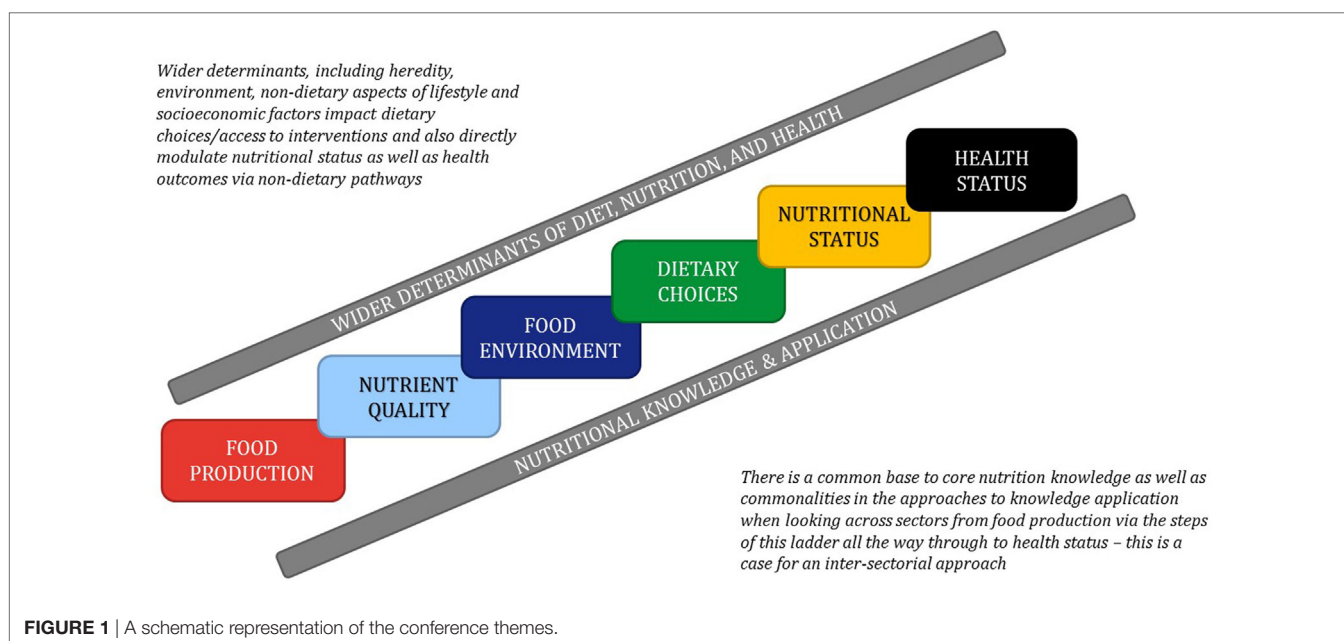 Wider determinants, including heredity,
environment, non-dietary aspects of lifestyle and
socioeconomic factors impact dietary
choices/access to interventions and also directly
modulate nutritional status as well as health
outcomes via non-dietary pathways
WIDER DETERMINANTS OF DIET, NUTRITION, AND HEALTH
HEALTH
STATUS
NUTRITIONAL
STATUS
DIETARY
CHOICES
FOOD
ENVIRONMENT
NUTRIENT
QUALITY
FOOD
PRODUCTION
NUTRITIONAL KNOWLEDGE & APPLICATION
There is a common base to core nutrition knowledge as well as
commonalities in the approaches to knowledge application
when looking across sectors from food production via the steps
of this ladder all the way through to health status – this is a
case for an inter-sectorial approach
FIGURE 1 | A schematic representation of the conference themes.